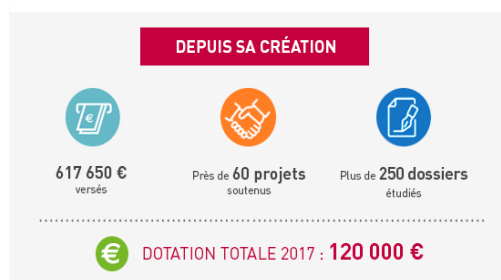 DEPUIS SA CRÉATION
617 650 €
versés
Près de 60 projets
soutenus
Plus de 250 dossiers
étudiés
DOTATION TOTALE 2017 : 120 000 €